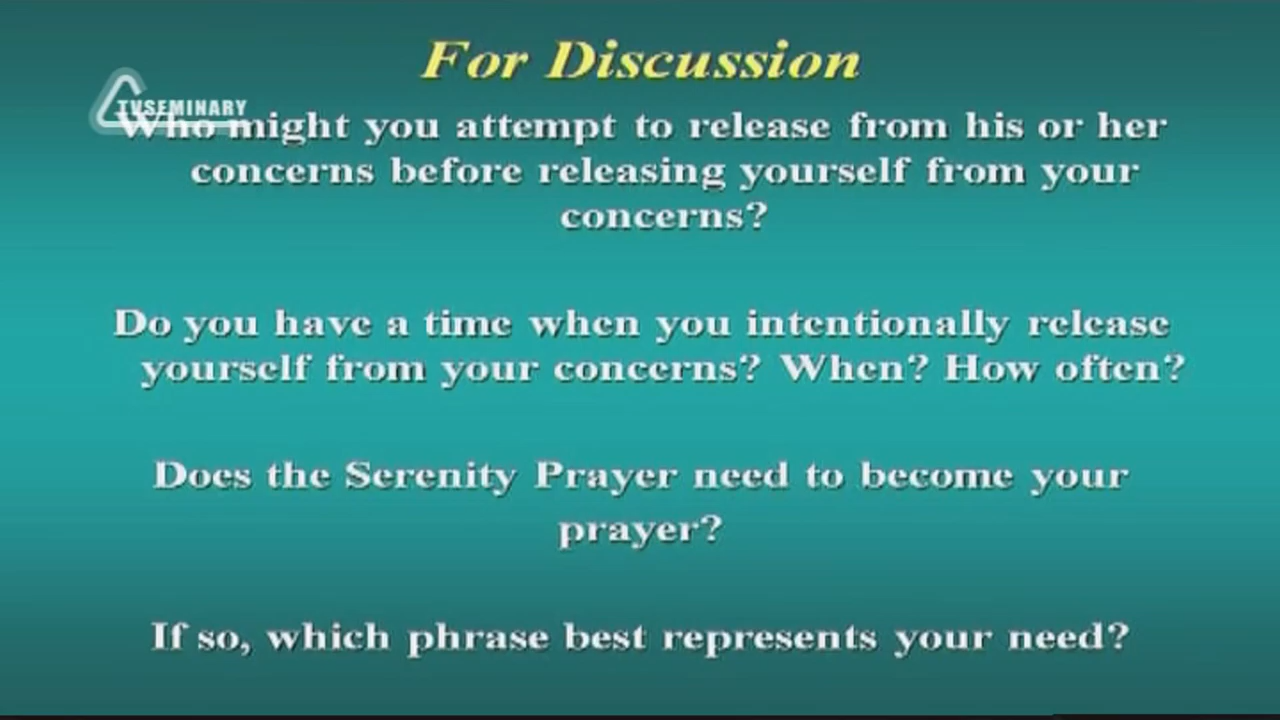 For Discussion
TVSEMINARY
Who might you attempt to release from his or her
concerns before releasing yourself from your
concerns?
Do you have a time when you intentionally release
yourself from your concerns? When? How often?
Does the Serenity Prayer need to become your
prayer?
If so, which phrase best represents your need?